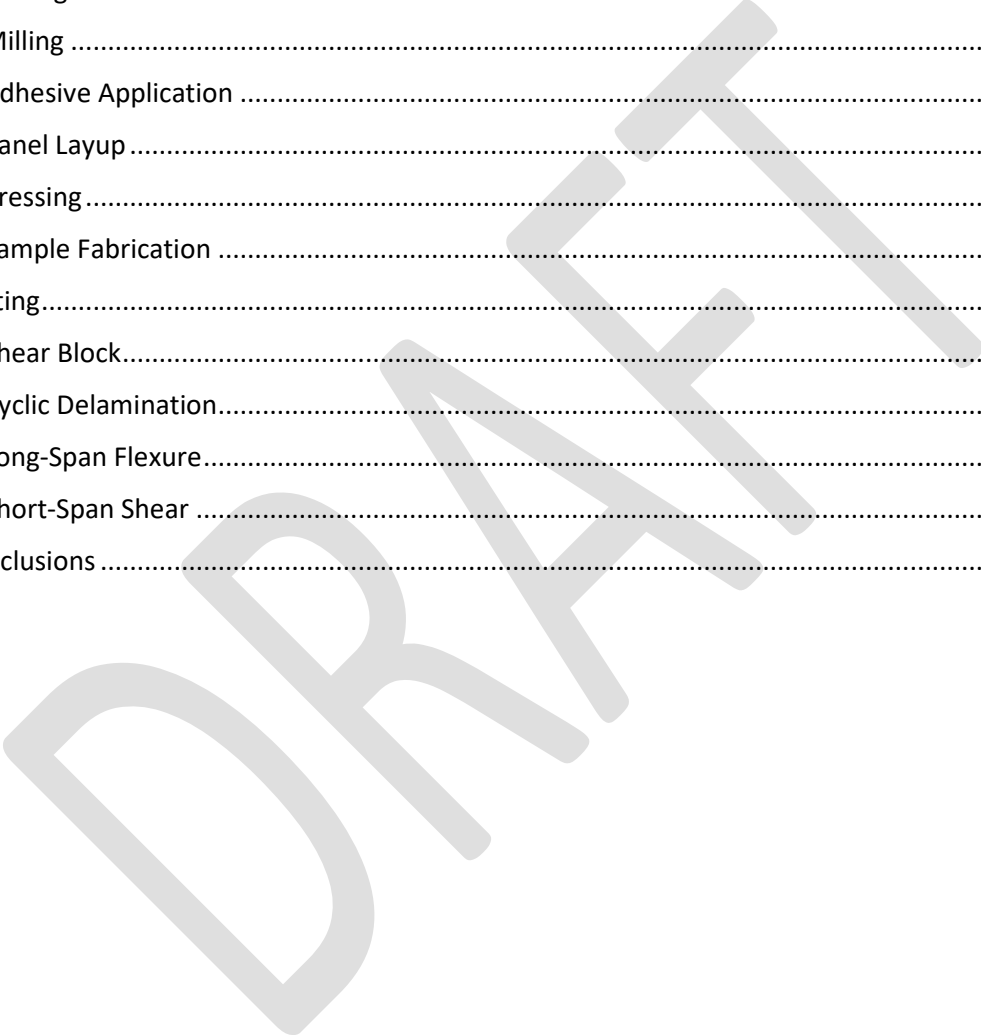 Milling
dhesive Application
anel Layup
ressing
ample Fabrication
ting
hear Block
yclic Delamination
ong-Span Flexure
hort-Span Shear
clusions
DRAFT